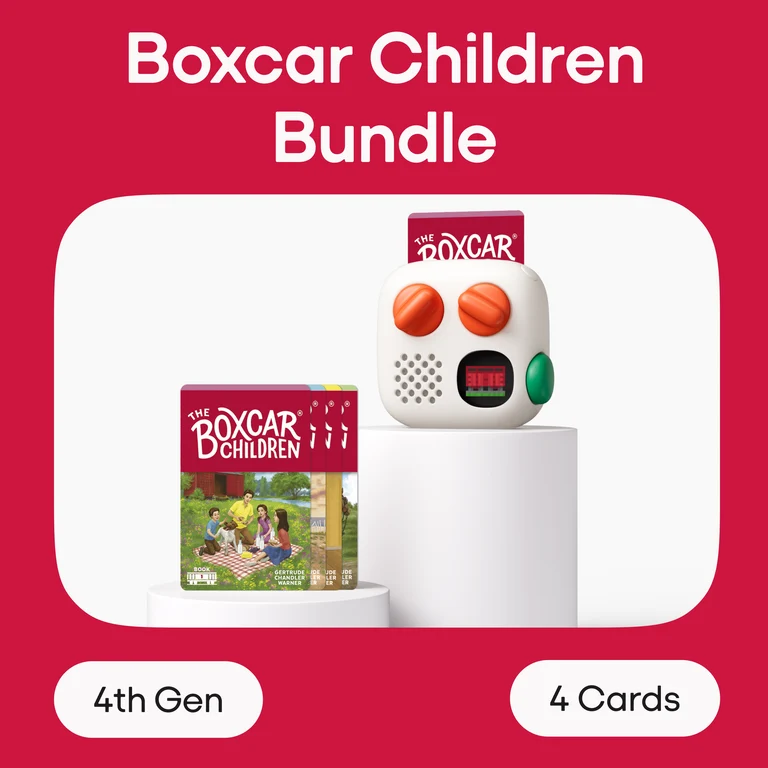 Boxcar Children
Bundle
THE
BOXCAR®
THE
BOXCAR®
CHILDREN
BOOK
GERTRUDE
CHANDLER
WARNER
4th Gen
4 Cards